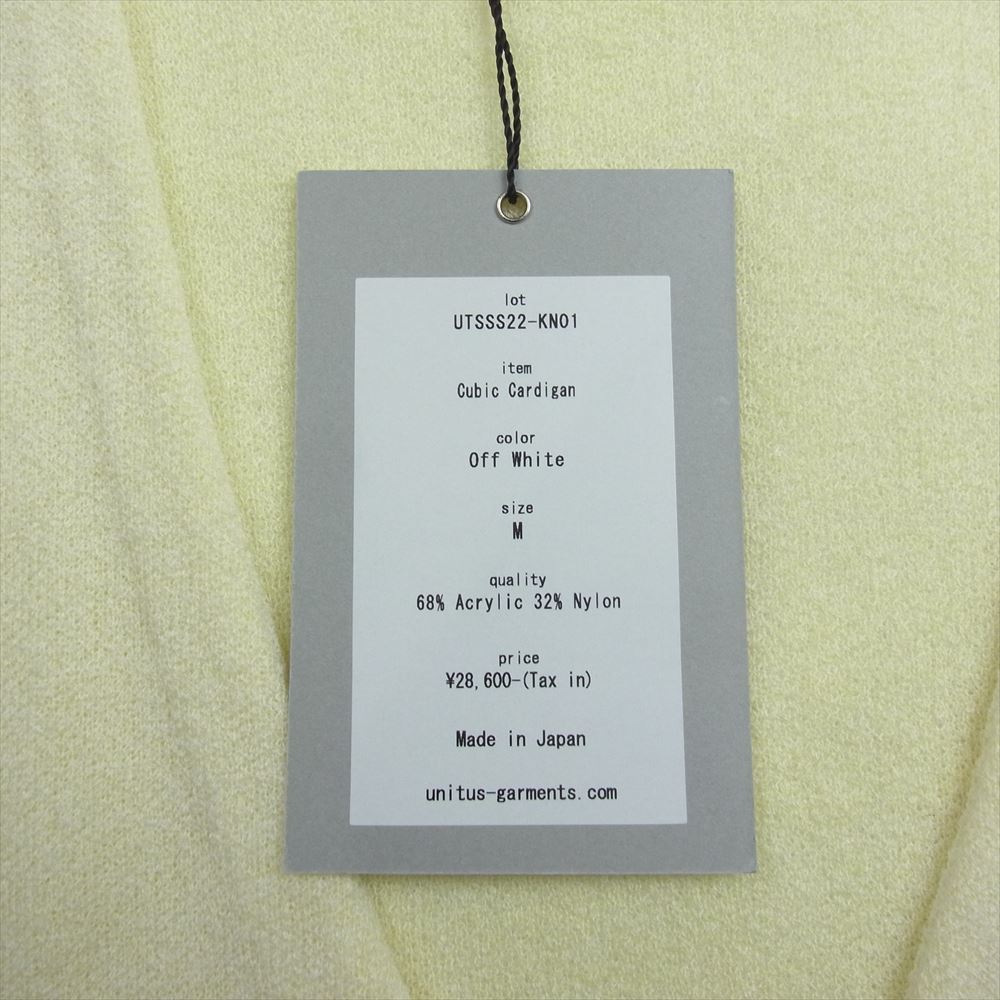 lot
UTSSS22-KN01
item
Cubic Cardigan
color
Off White
size
M
quality
68% Acrylic 32% Nylon
price
¥28,600-(Tax in)
Made in Japan
unitus-garments.com